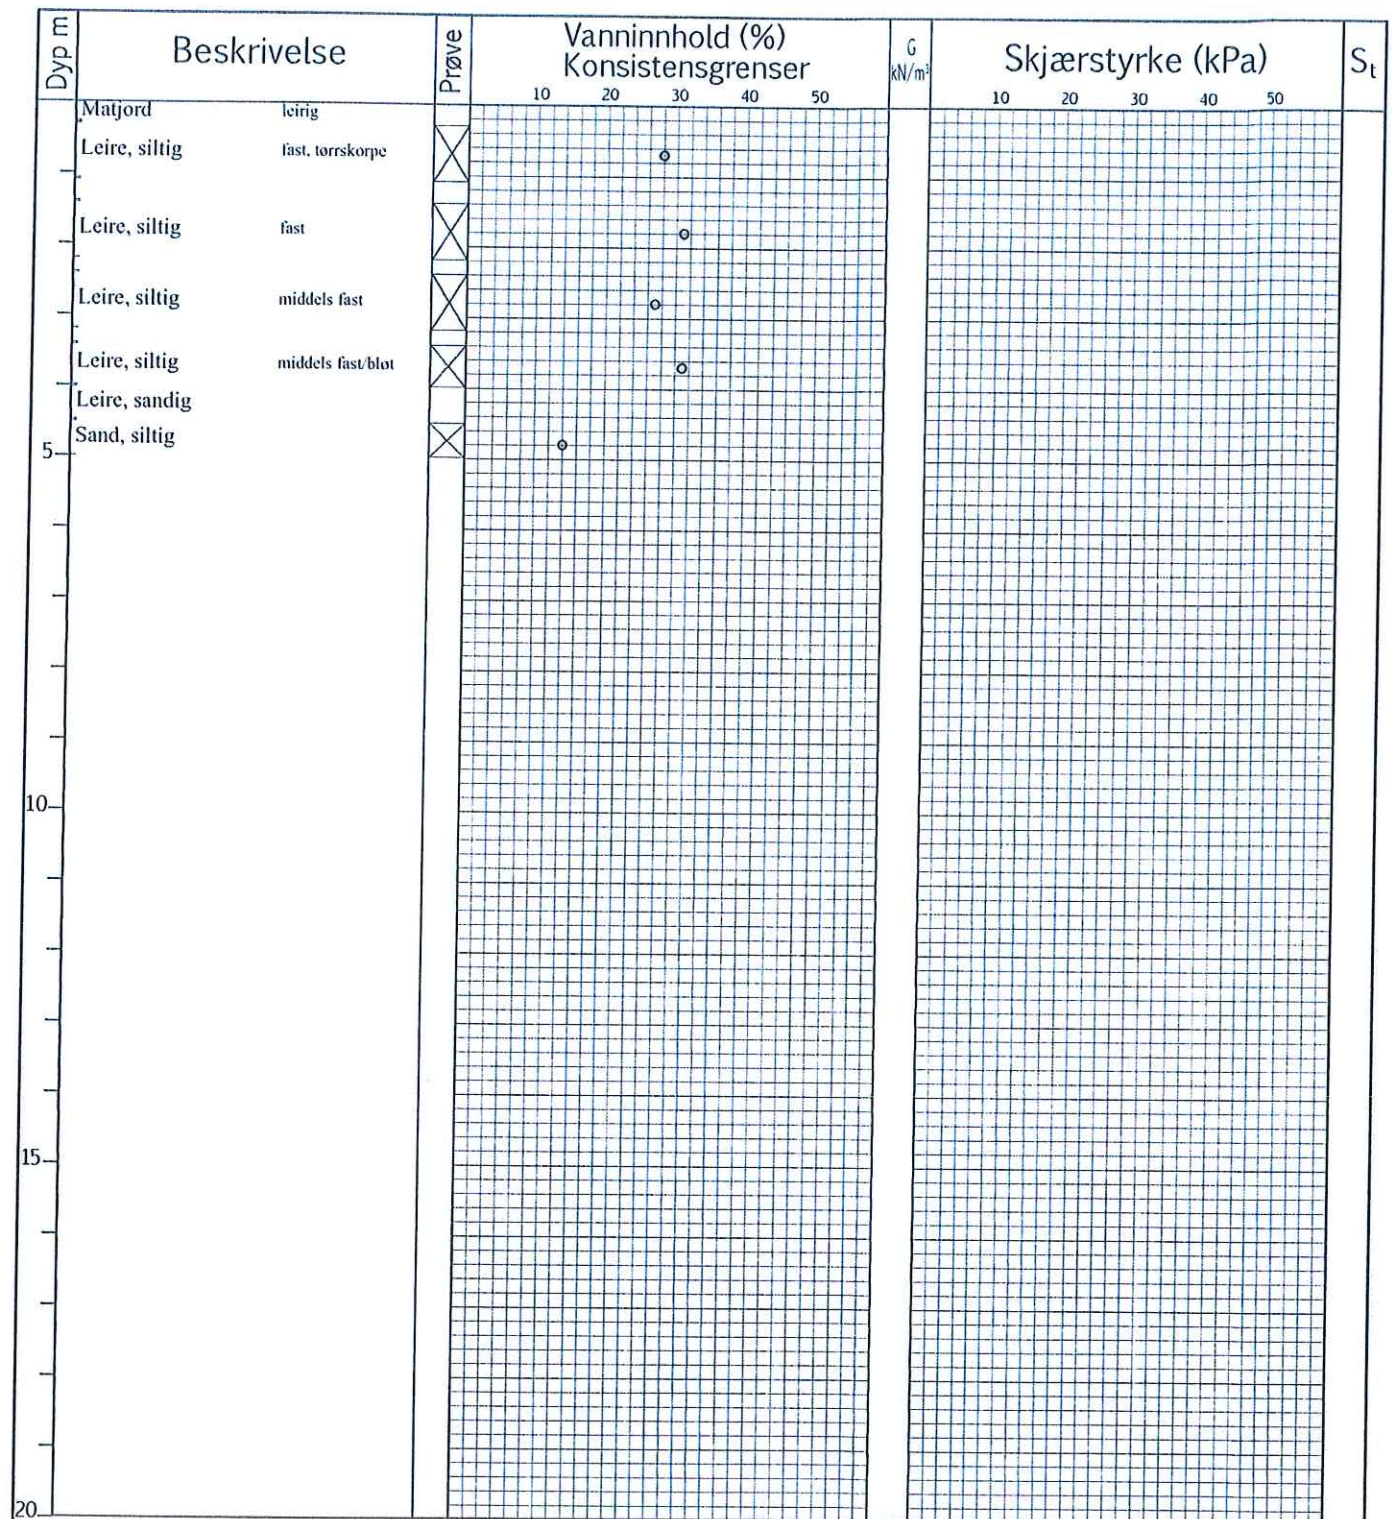 Dyp m
Beskrivelse
Prøve
Vanninnhold (%)
Konsistensgrenser
10 20 30 40 50
G
kN/m³
Skjærstyrke (kPa)
10 20 30 40 50
St
Matjord leirig
Leire, siltig fast, tørrskorpe
Leire, siltig fast
Leire, siltig middels fast
Leire, siltig middels fast/bløt
Leire, sandig
Sand, siltig
5
10
15
20